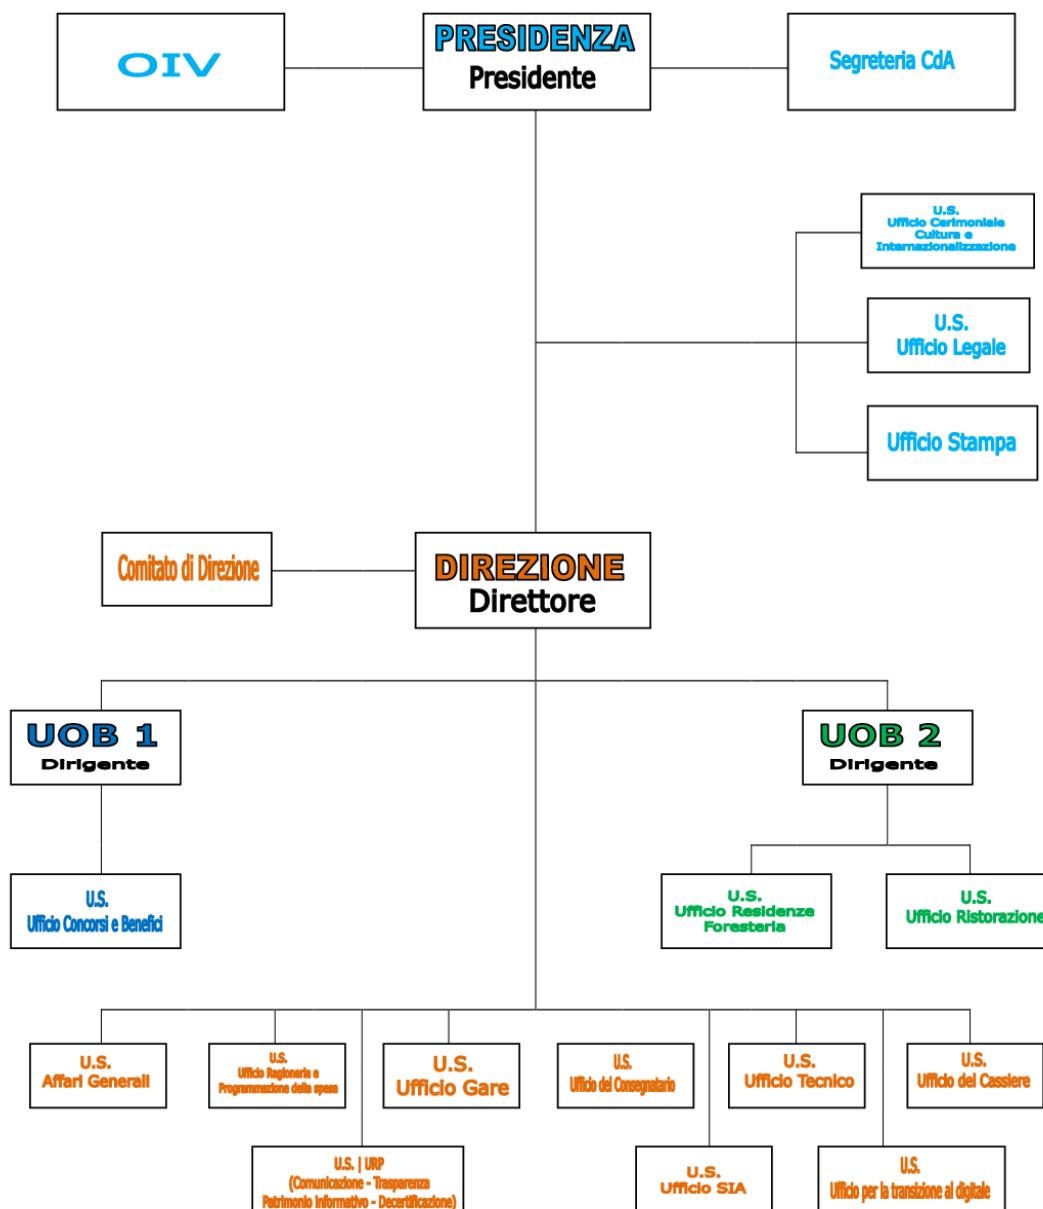 OIV
PRESIDENZA
Presidente
Segreteria CdA
U.S.
Ufficio Cerimoniale
Cultura e
Internazionalizzazione
U.S.
Ufficio Legale
Ufficio Stampa
Comitato di Direzione
DIREZIONE
Direttore
UOB 1
Dirigente
UOB 2
Dirigente
U.S.
Ufficio Concorsi e Benefici
U.S.
Ufficio Residenze
Foresteria
U.S.
Ufficio Ristorazione
U.S.
Affari Generali
U.S.
Ufficio Ragioneria e
Programmazione della spesa
U.S.
Ufficio Gare
U.S.
Ufficio del Consegnatario
U.S.
Ufficio Tecnico
U.S.
Ufficio del Cassiere
U.S. | URP
(Comunicazione - Trasparenza
Patrimonio Informativo - Decertificazione)
U.S.
Ufficio SIA
U.S.
Ufficio per la transizione al digitale